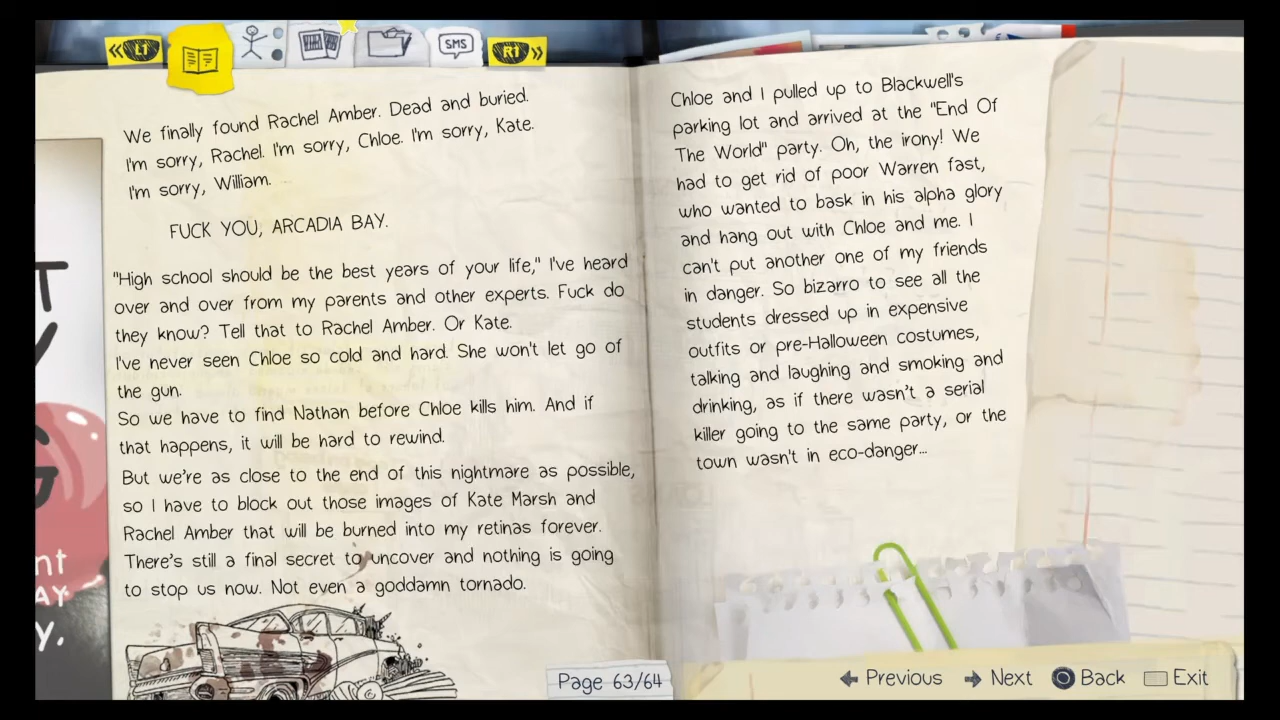 L1
SMS
R1
We finally found Rachel Amber. Dead and buried.
I'm sorry, Rachel. I'm sorry, Chloe. I'm sorry, Kate.
I'm sorry, William.
FUCK YOU, ARCADIA BAY.
"High school should be the best years of your life," I've heard
over and over from my parents and other experts. Fuck do
they know? Tell that to Rachel Amber. Or Kate.
I've never seen Chloe so cold and hard. She won't let go of
the gun.
So we have to find Nathan before Chloe kills him. And if
that happens, it will be hard to rewind.
But we're as close to the end of this nightmare as possible,
so I have to block out those images of Kate Marsh and
Rachel Amber that will be burned into my retinas forever.
There's still a final secret to uncover and nothing is going
to stop us now. Not even a goddamn tornado.
Chloe and I pulled up to Blackwell's
parking lot and arrived at the "End Of
The World" party. Oh, the irony! We
had to get rid of poor Warren fast,
who wanted to bask in his alpha glory
and hang out with Chloe and me. I
can't put another one of my friends
in danger. So bizarro to see all the
students dressed up in expensive
outfits or pre-Halloween costumes,
talking and laughing and smoking and
drinking, as if there wasn't a serial
killer going to the same party, or the
town wasn't in eco-danger...
Page 63/64
Previous Next Back Exit